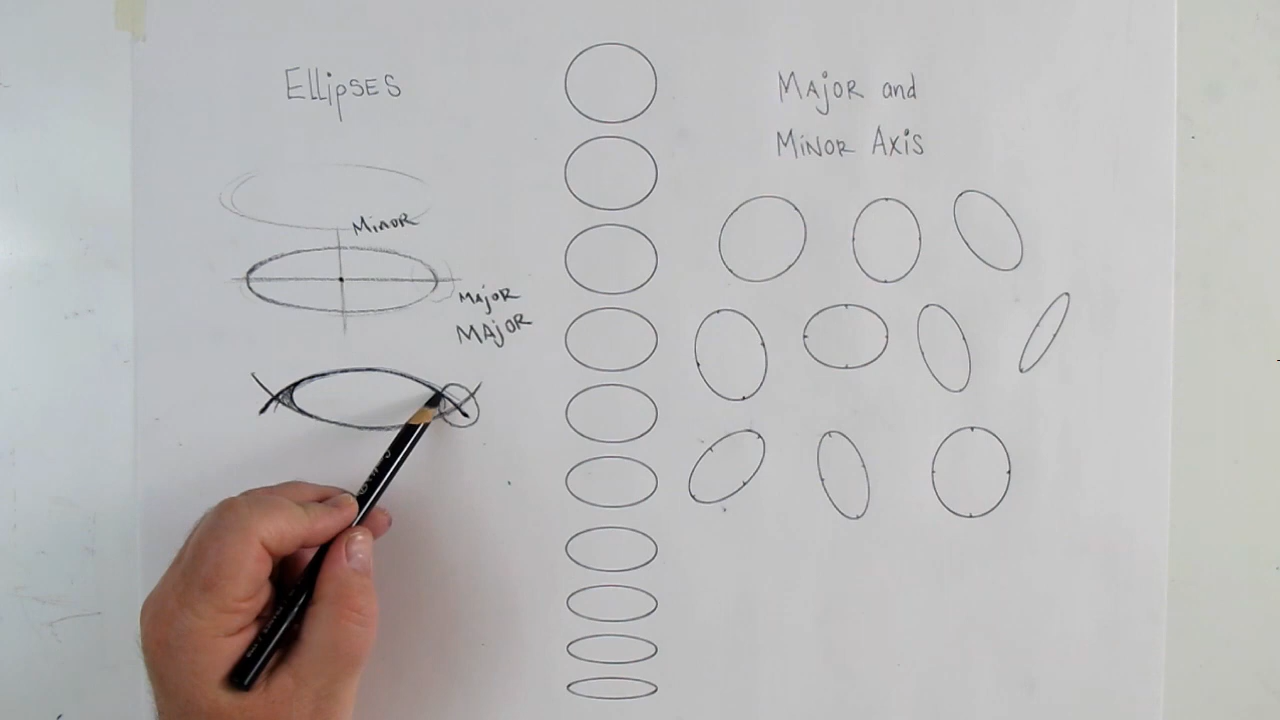 EllipSES
MAjOR and
MiNOR AXiS
MiNOR
MAjOR
MAjOR